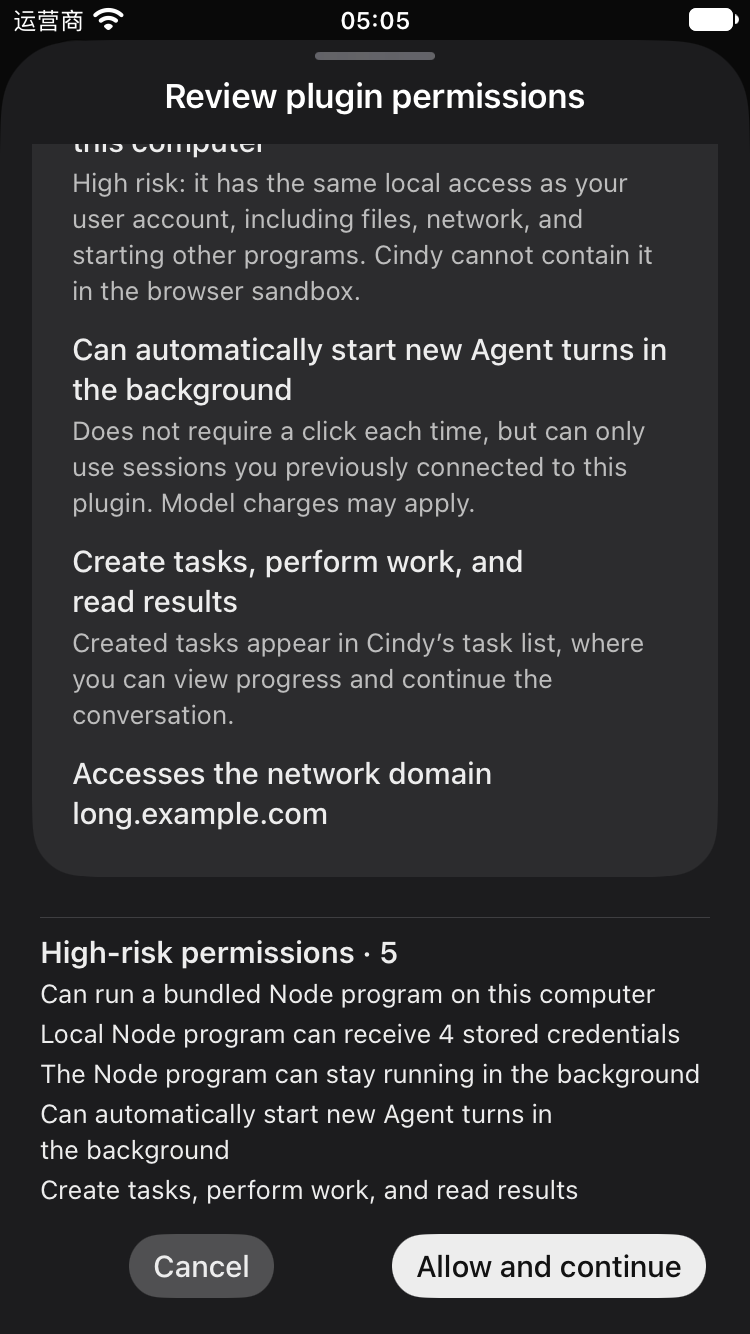 运营商
05:05
Review plugin permissions
this computer
High risk: it has the same local access as your
user account, including files, network, and
starting other programs. Cindy cannot contain it
in the browser sandbox.
Can automatically start new Agent turns in
the background
Does not require a click each time, but can only
use sessions you previously connected to this
plugin. Model charges may apply.
Create tasks, perform work, and
read results
Created tasks appear in Cindy’s task list, where
you can view progress and continue the
conversation.
Accesses the network domain
long.example.com
High-risk permissions · 5
Can run a bundled Node program on this computer
Local Node program can receive 4 stored credentials
The Node program can stay running in the background
Can automatically start new Agent turns in
the background
Create tasks, perform work, and read results
Cancel
Allow and continue